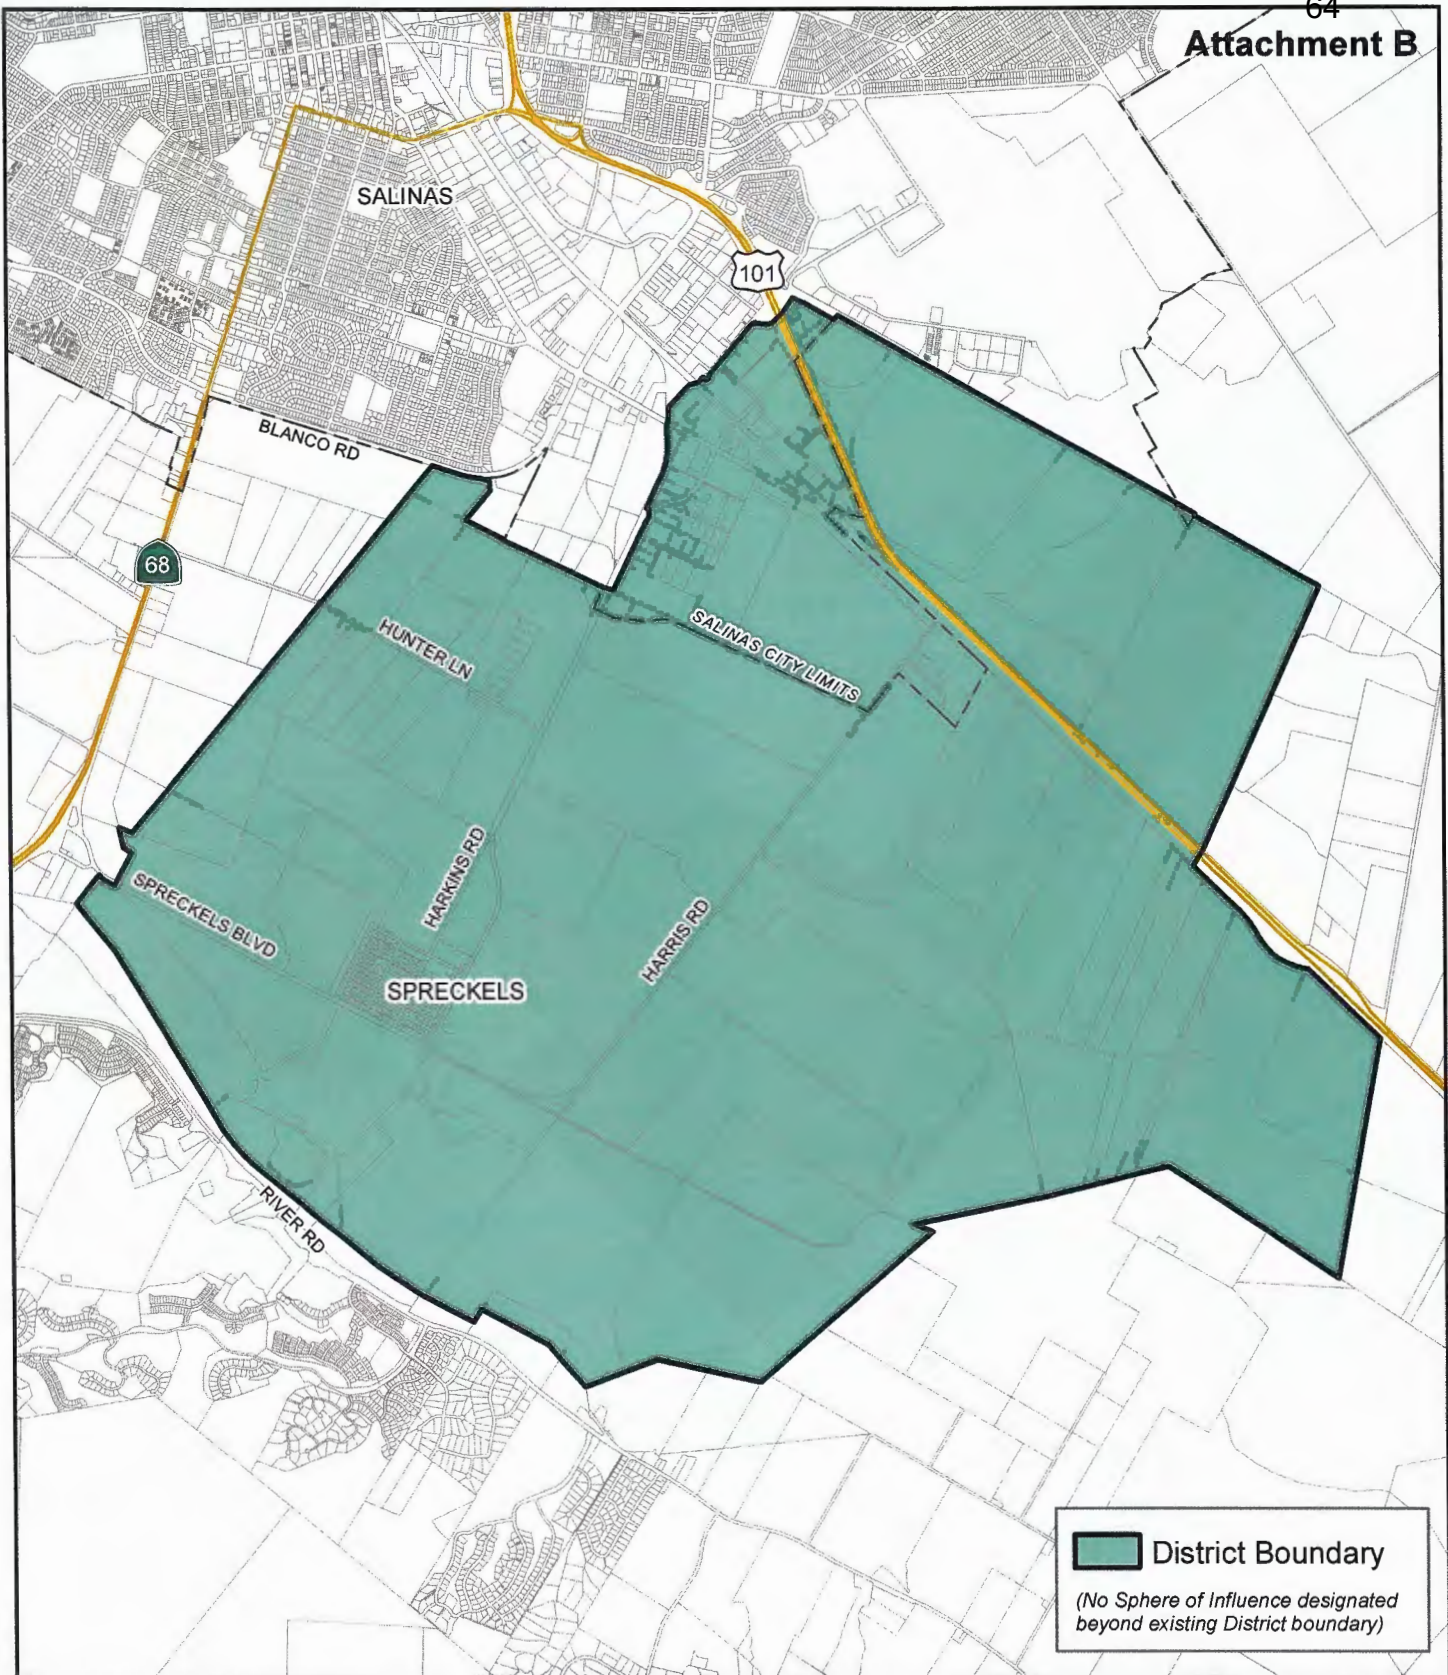 64
Attachment B
SALINAS
101
BLANCO RD
68
HUNTER LN
SALINAS CITY LIMITS
HARKINS RD
SPRECKELS BLVD
HARRIS RD
SPRECKELS
RIVER RD
District Boundary
(No Sphere of Influence designated
beyond existing District boundary)